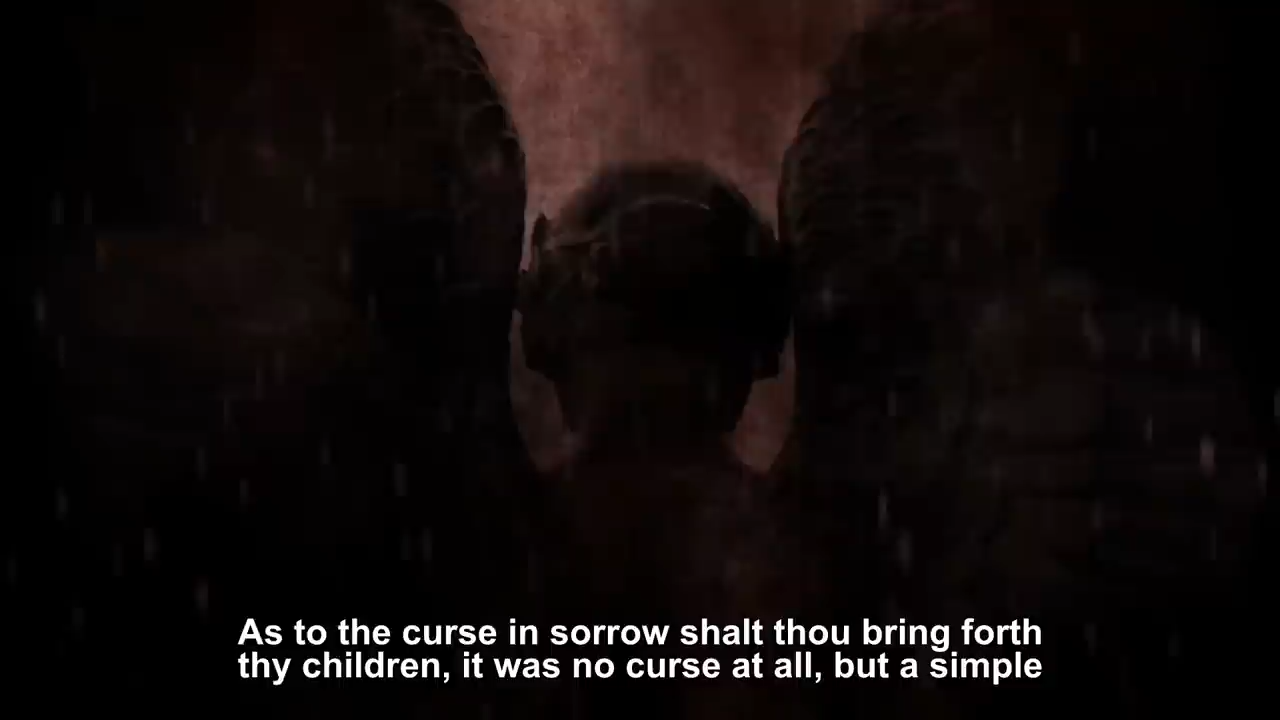 As to the curse in sorrow shalt thou bring forth
thy children, it was no curse at all, but a simple